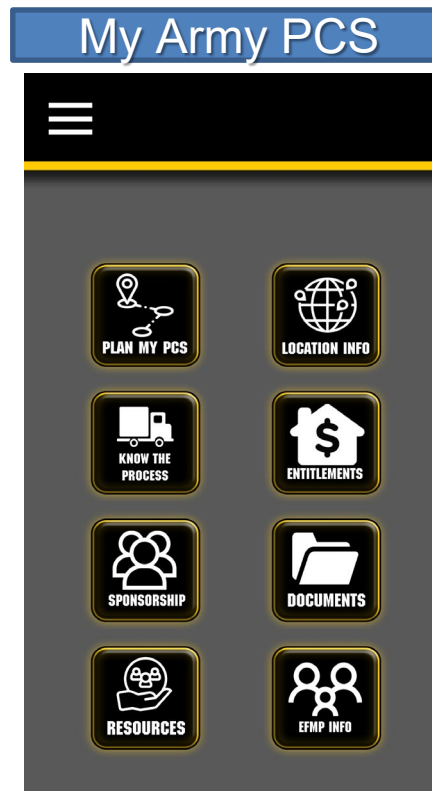 My Army PCS
PLAN MY PCS
LOCATION INFO
KNOW THE
PROCESS
$
ENTITLEMENTS
SPONSORSHIP
DOCUMENTS
RESOURCES
EFMP INFO